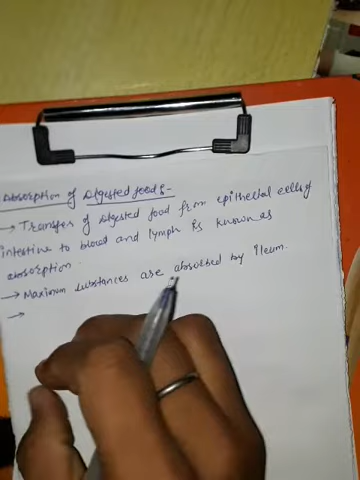 Absorption of Digested food :-
→ Transfer of digested food from epithelial cells of
intestine to blood and lymph is known as
absorption.
→ Maximum substances are absorbed by ileum.
→